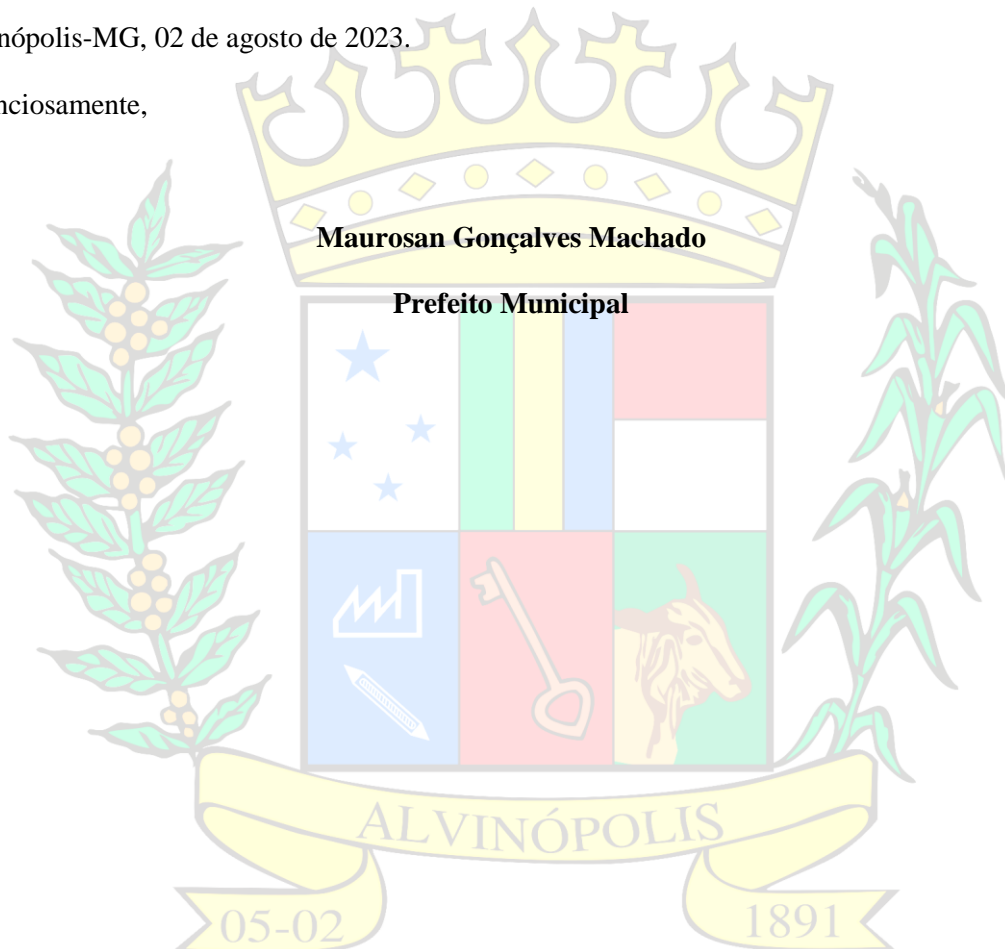 nópolis-MG, 02 de agosto de 2023.
nciosamente,
Maurosan Gonçalves Machado
Prefeito Municipal
ALVINÓPOLIS
05-02
1891